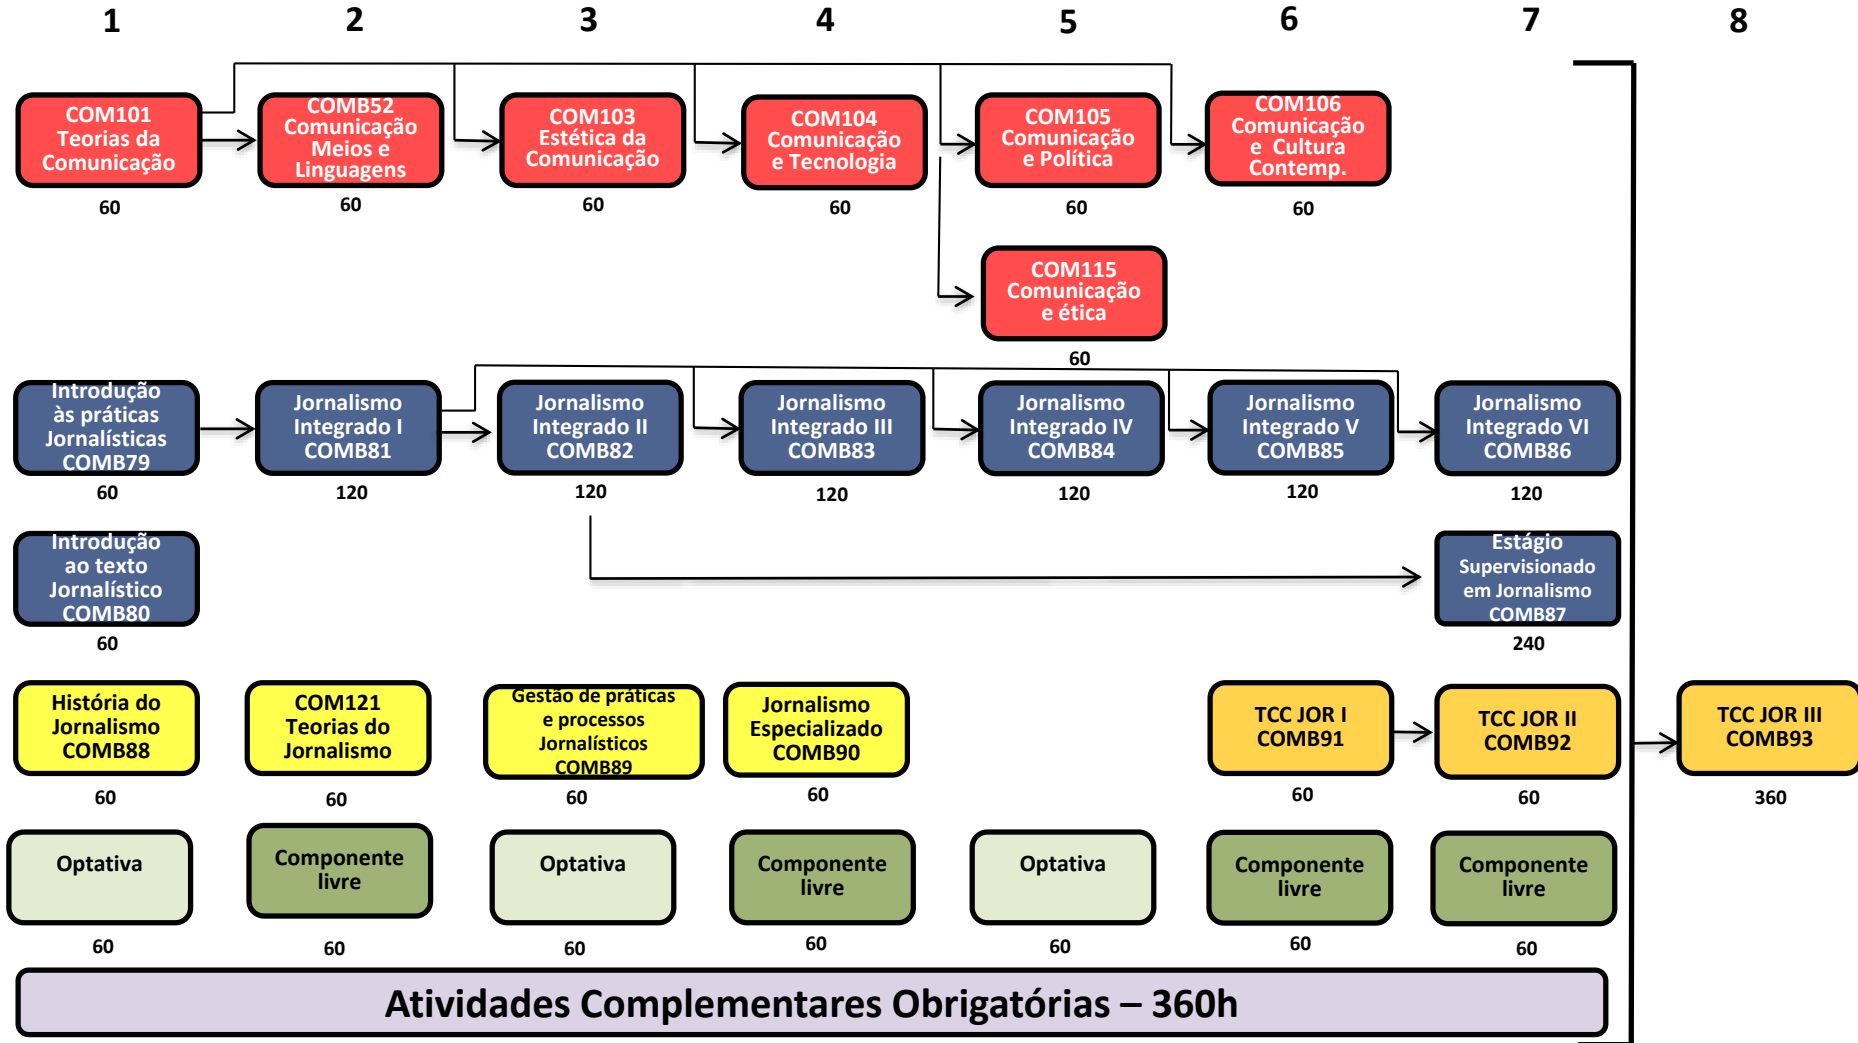 1 2 3 4 5 6 7 8
COM101
Teorias da
Comunicação
60
COMB52
Comunicação
Meios e
Linguagens
60
COM103
Estética da
Comunicação
60
COM104
Comunicação
e Tecnologia
60
COM105
Comunicação
e Política
60
COM106
Comunicação
e Cultura
Contemp.
60
COM115
Comunicação
e ética
60
Introdução
às práticas
Jornalísticas
COMB79
60
Jornalismo
Integrado I
COMB81
120
Jornalismo
Integrado II
COMB82
120
Jornalismo
Integrado III
COMB83
120
Jornalismo
Integrado IV
COMB84
120
Jornalismo
Integrado V
COMB85
120
Jornalismo
Integrado VI
COMB86
120
Introdução
ao texto
Jornalístico
COMB80
60
Estágio
Supervisionado
em Jornalismo
COMB87
240
História do
Jornalismo
COMB88
60
COM121
Teorias do
Jornalismo
60
Gestão de práticas
e processos
Jornalísticos
COMB89
60
Jornalismo
Especializado
COMB90
60
TCC JOR I
COMB91
60
TCC JOR II
COMB92
60
TCC JOR III
COMB93
360
Optativa
60
Componente
livre
60
Optativa
60
Componente
livre
60
Optativa
60
Componente
livre
60
Componente
livre
60
Atividades Complementares Obrigatórias – 360h